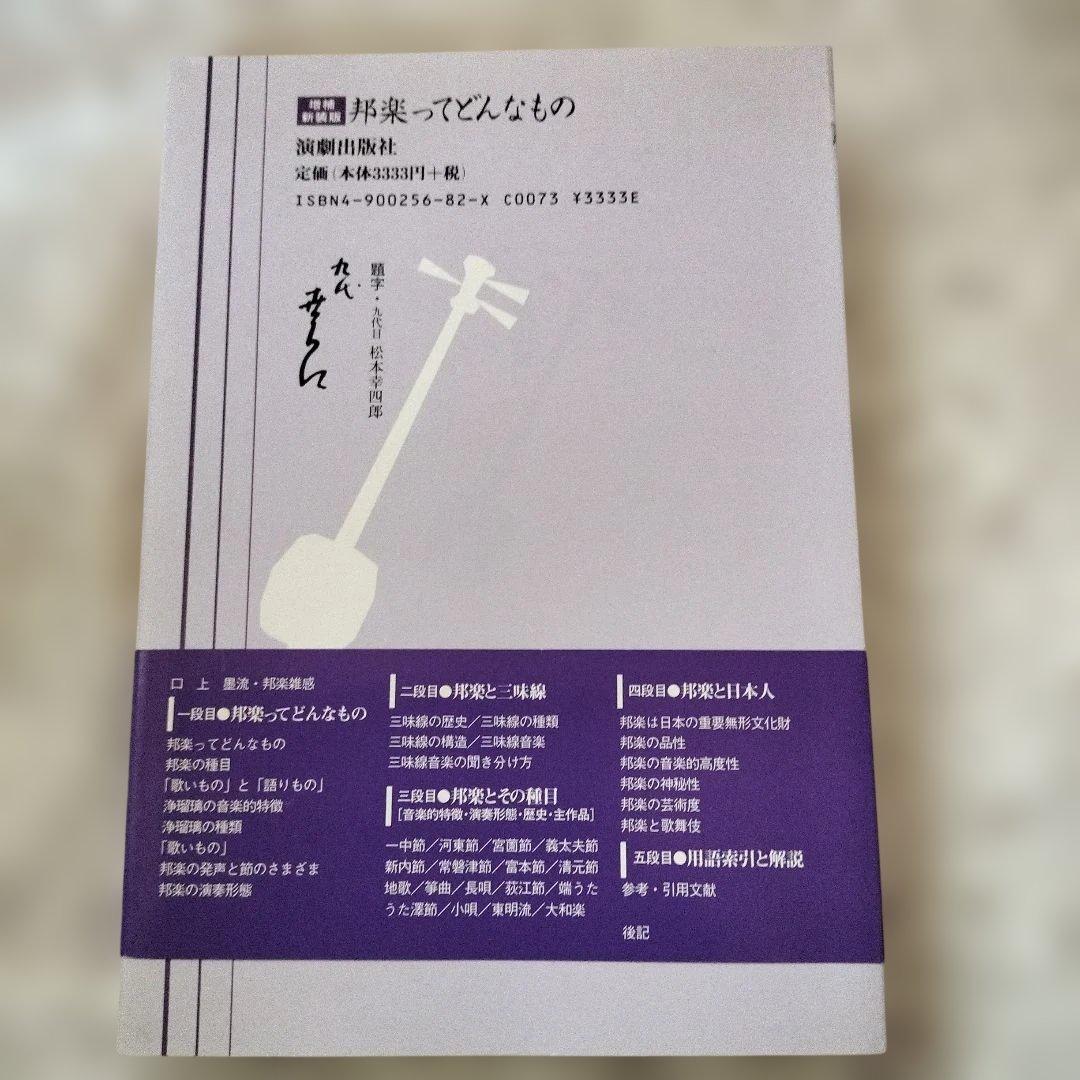 増補
新装版
邦楽ってどんなもの
演劇出版社
定価(本体3333円+税)
ISBN4-900256-82-X C0073 ¥3333E
題字・九代目 松本幸四郎
九代
口 上 墨流・邦楽雑感
一段目●邦楽ってどんなもの
邦楽ってどんなもの
邦楽の種目
「歌いもの」と「語りもの」
浄瑠璃の音楽的特徴
浄瑠璃の種類
「歌いもの」
邦楽の発声と節のさまざま
邦楽の演奏形態
二段目●邦楽と三味線
三味線の歴史/三味線の種類
三味線の構造/三味線音楽
三味線音楽の聞き分け方
三段目●邦楽とその種目
[音楽的特徴・演奏形態・歴史・主作品]
一中節/河東節/宮薗節/義太夫節
新内節/常磐津節/富本節/清元節
地歌/箏曲/長唄/荻江節/端うた
うた澤節/小唄/東明流/大和楽
四段目●邦楽と日本人
邦楽は日本の重要無形文化財
邦楽の品性
邦楽の音楽的高度性
邦楽の神秘性
邦楽の芸術度
邦楽と歌舞伎
五段目●用語索引と解説
参考・引用文献
後記